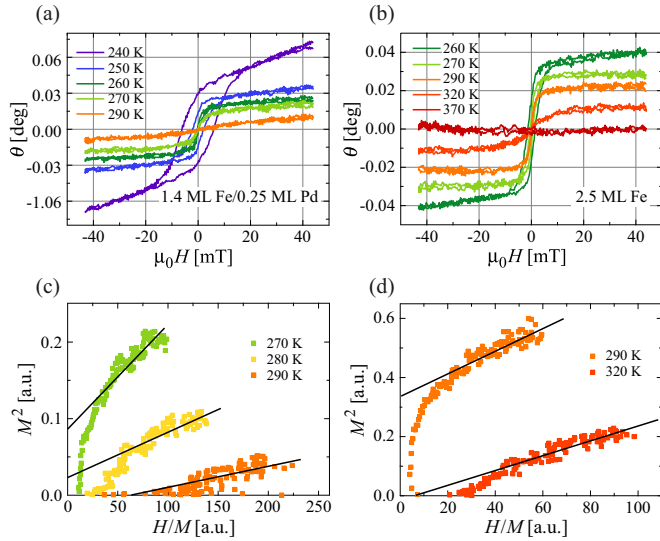 (a)
0.06
0.03
0.00
-0.03
-1.06
θ [deg]
240 K
250 K
260 K
270 K
290 K
1.4 ML Fe/0.25 ML Pd
-40 -20 0 20 40
μ0H [mT]
(b)
0.04
0.02
0.00
-0.02
-0.04
θ [deg]
260 K
270 K
290 K
320 K
370 K
2.5 ML Fe
-40 -20 0 20 40
μ0H [mT]
(c)
0.3
0.2
0.1
0.0
M² [a.u.]
270 K
280 K
290 K
0 50 100 150 200 250
H/M [a.u.]
(d)
0.6
0.4
0.2
0.0
M² [a.u.]
290 K
320 K
0 20 40 60 80 100
H/M [a.u.]